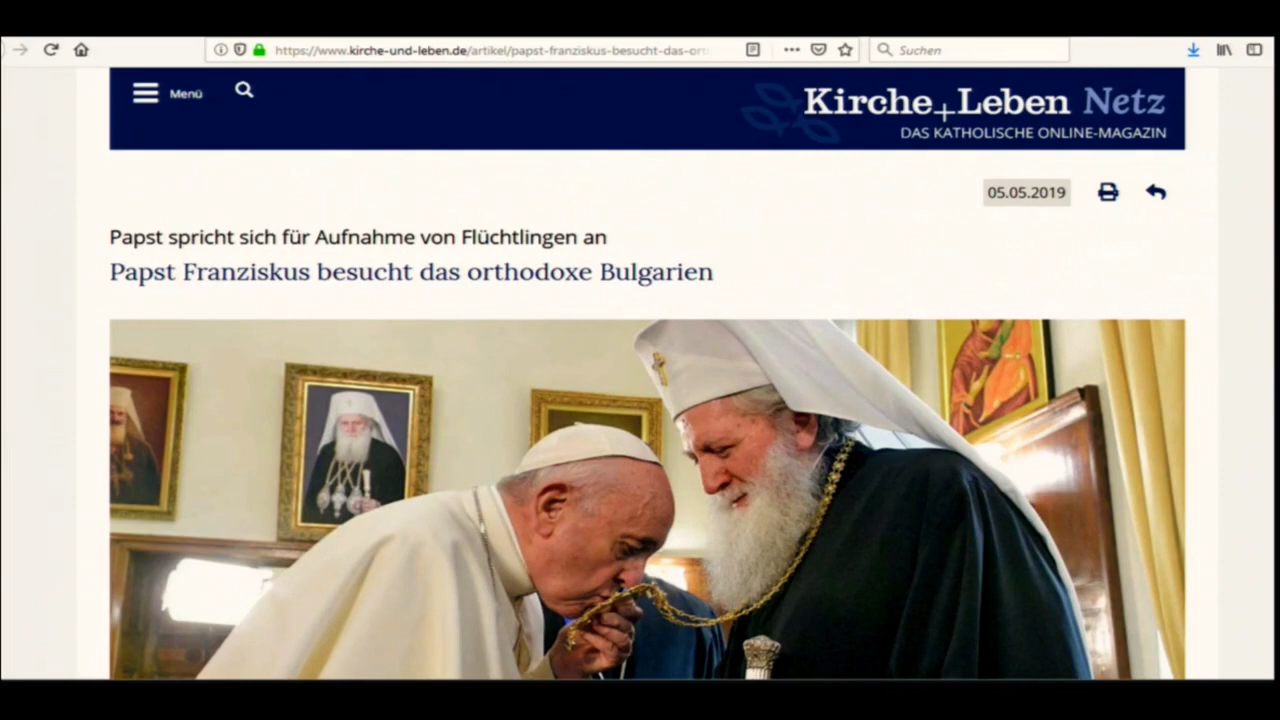 https://www.kirche-und-leben.de/artikel/papst-franziskus-besucht-das-ort
Suchen
Menü
Kirche+Leben Netz
DAS KATHOLISCHE ONLINE-MAGAZIN
05.05.2019
Papst spricht sich für Aufnahme von Flüchtlingen an
Papst Franziskus besucht das orthodoxe Bulgarien